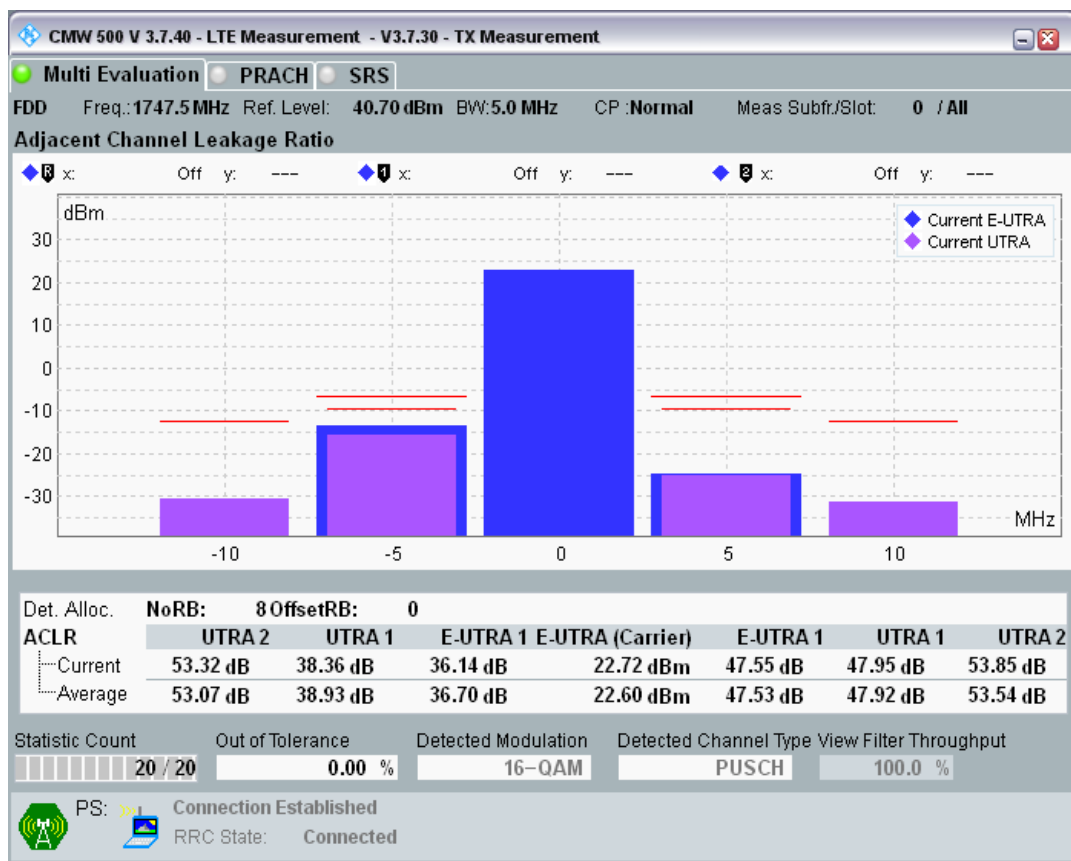 CMW 500 V 3.7.40 - LTE Measurement - V3.7.30 - TX Measurement
Multi Evaluation PRACH SRS
FDD Freq.: 1747.5 MHz Ref. Level: 40.70 dBm BW: 5.0 MHz CP : Normal Meas Subfr./Slot: 0 / All
Adjacent Channel Leakage Ratio
R x: Off y: --- 1 x: Off y: --- 2 x: Off y: ---
dBm
Current E-UTRA
Current UTRA
30
20
10
0
-10
-20
-30
MHz
-10 -5 0 5 10
Det. Alloc. NoRB: 8 OffsetRB: 0
ACLR UTRA 2 UTRA 1 E-UTRA 1 E-UTRA (Carrier) E-UTRA 1 UTRA 1 UTRA 2
Current 53.32 dB 38.36 dB 36.14 dB 22.72 dBm 47.55 dB 47.95 dB 53.85 dB
Average 53.07 dB 38.93 dB 36.70 dB 22.60 dBm 47.53 dB 47.92 dB 53.54 dB
Statistic Count Out of Tolerance Detected Modulation Detected Channel Type View Filter Throughput
20 / 20 0.00 % 16-QAM PUSCH 100.0 %
PS: Connection Established
RRC State: Connected